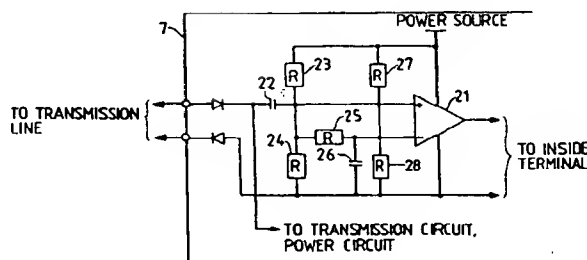 7
POWER SOURCE
R 23
R 27
22
21
25
R
24
R
26
R
28
+
-
TO TRANSMISSION
LINE
TO INSIDE
TERMINAL
TO TRANSMISSION CIRCUIT,
POWER CIRCUIT